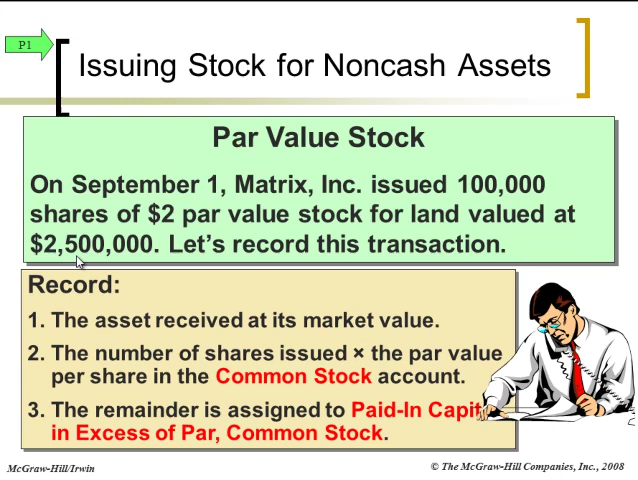 P1
Issuing Stock for Noncash Assets
Par Value Stock
On September 1, Matrix, Inc. issued 100,000
shares of $2 par value stock for land valued at
$2,500,000. Let's record this transaction.
Record:
1. The asset received at its market value.
2. The number of shares issued × the par value
per share in the Common Stock account.
3. The remainder is assigned to Paid-In Capit
in Excess of Par, Common Stock.
McGraw-Hill/Irwin
© The McGraw-Hill Companies, Inc., 2008